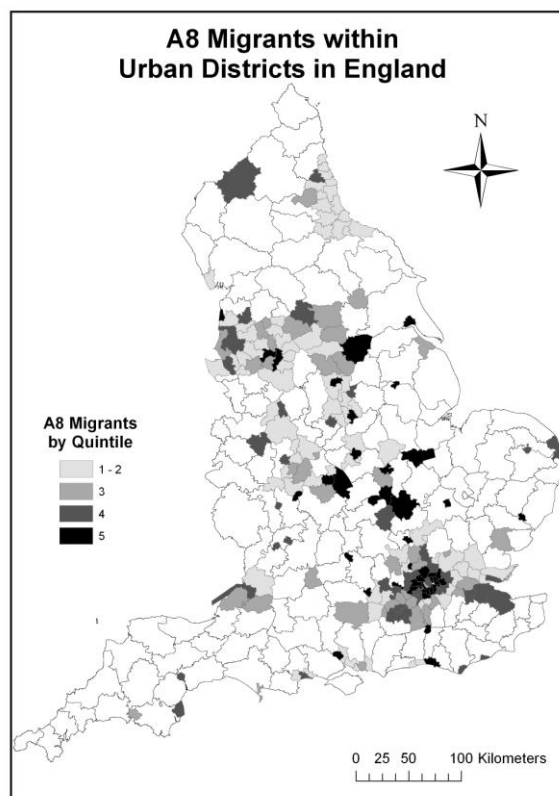 A8 Migrants within
Urban Districts in England
N
A8 Migrants
by Quintile
1 - 2
3
4
5
0 25 50 100 Kilometers